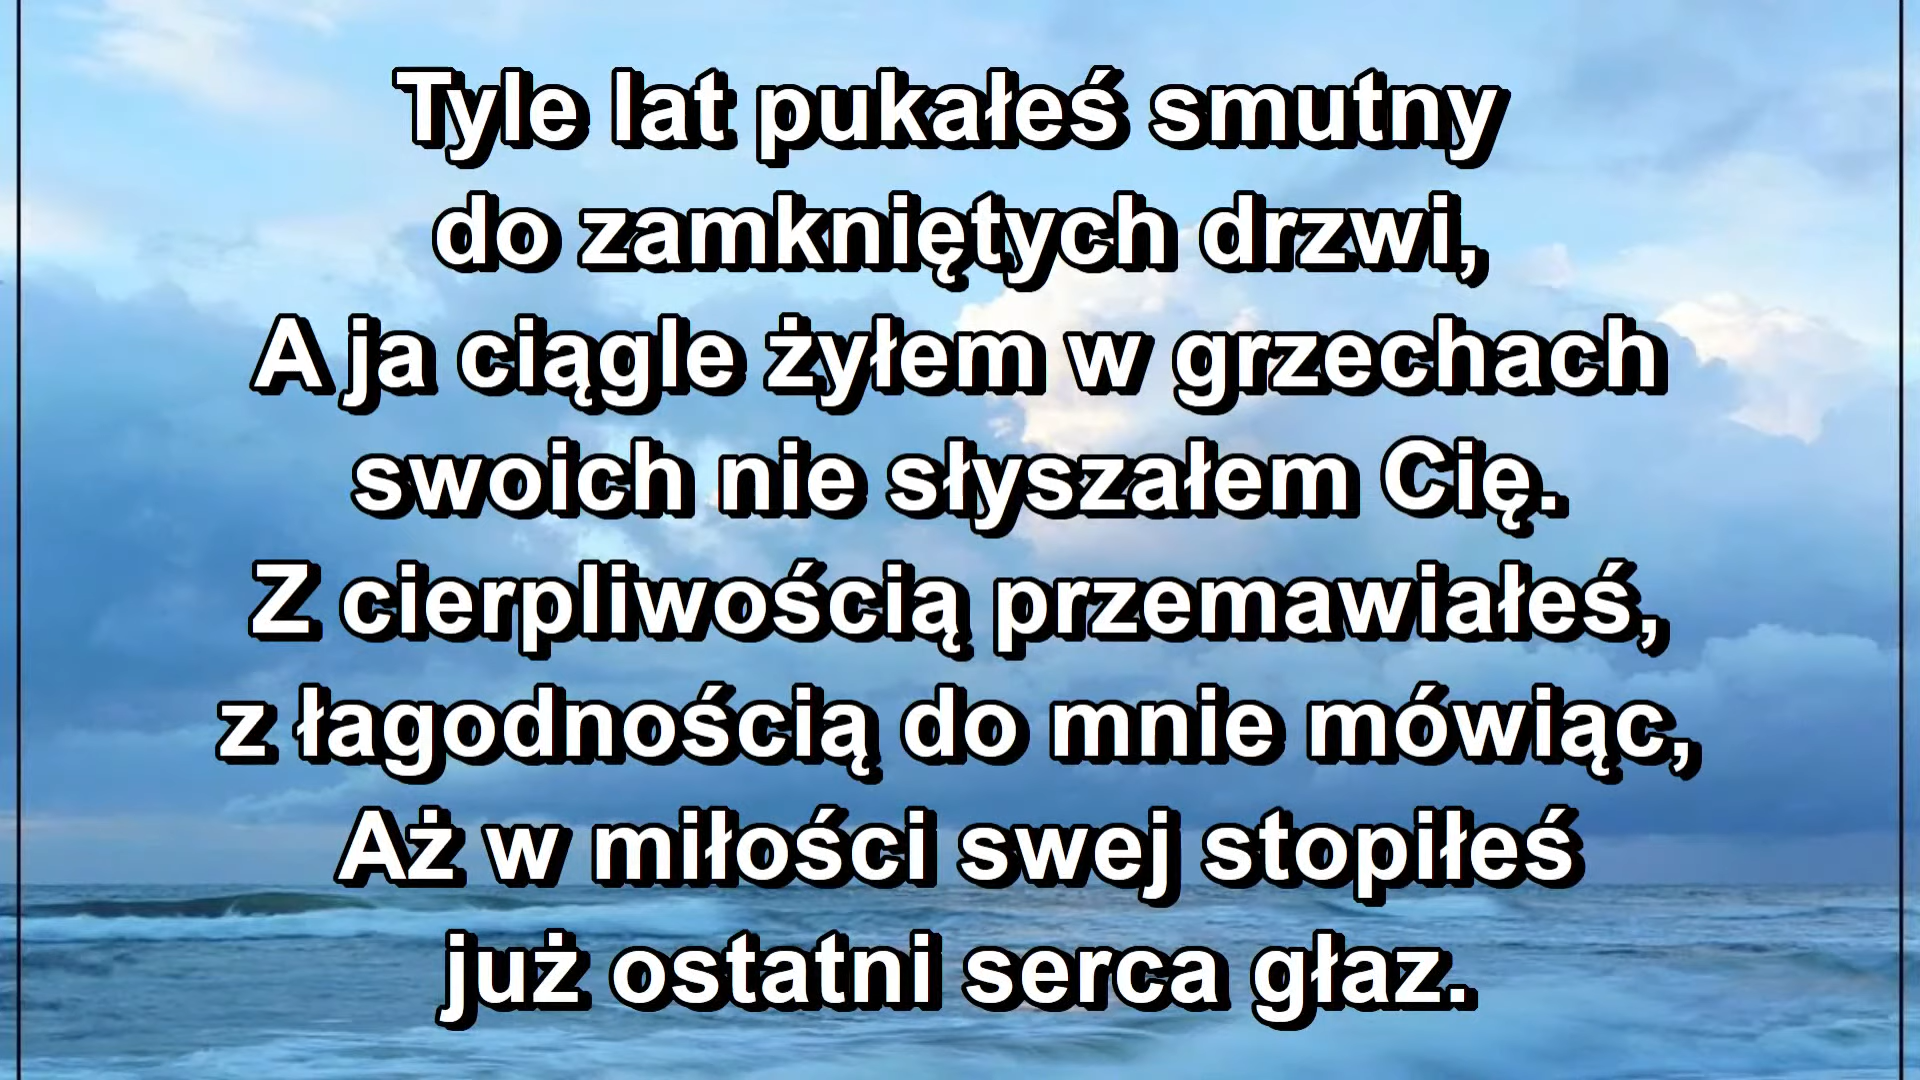 Tyle lat pukałeś smutny
do zamkniętych drzwi,
A ja ciągle żyłem w grzechach
swoich nie słyszałem Cię.
Z cierpliwością przemawiałeś,
z łagodnością do mnie mówiąc,
Aż w miłości swej stopiłeś
już ostatni serca głaz.